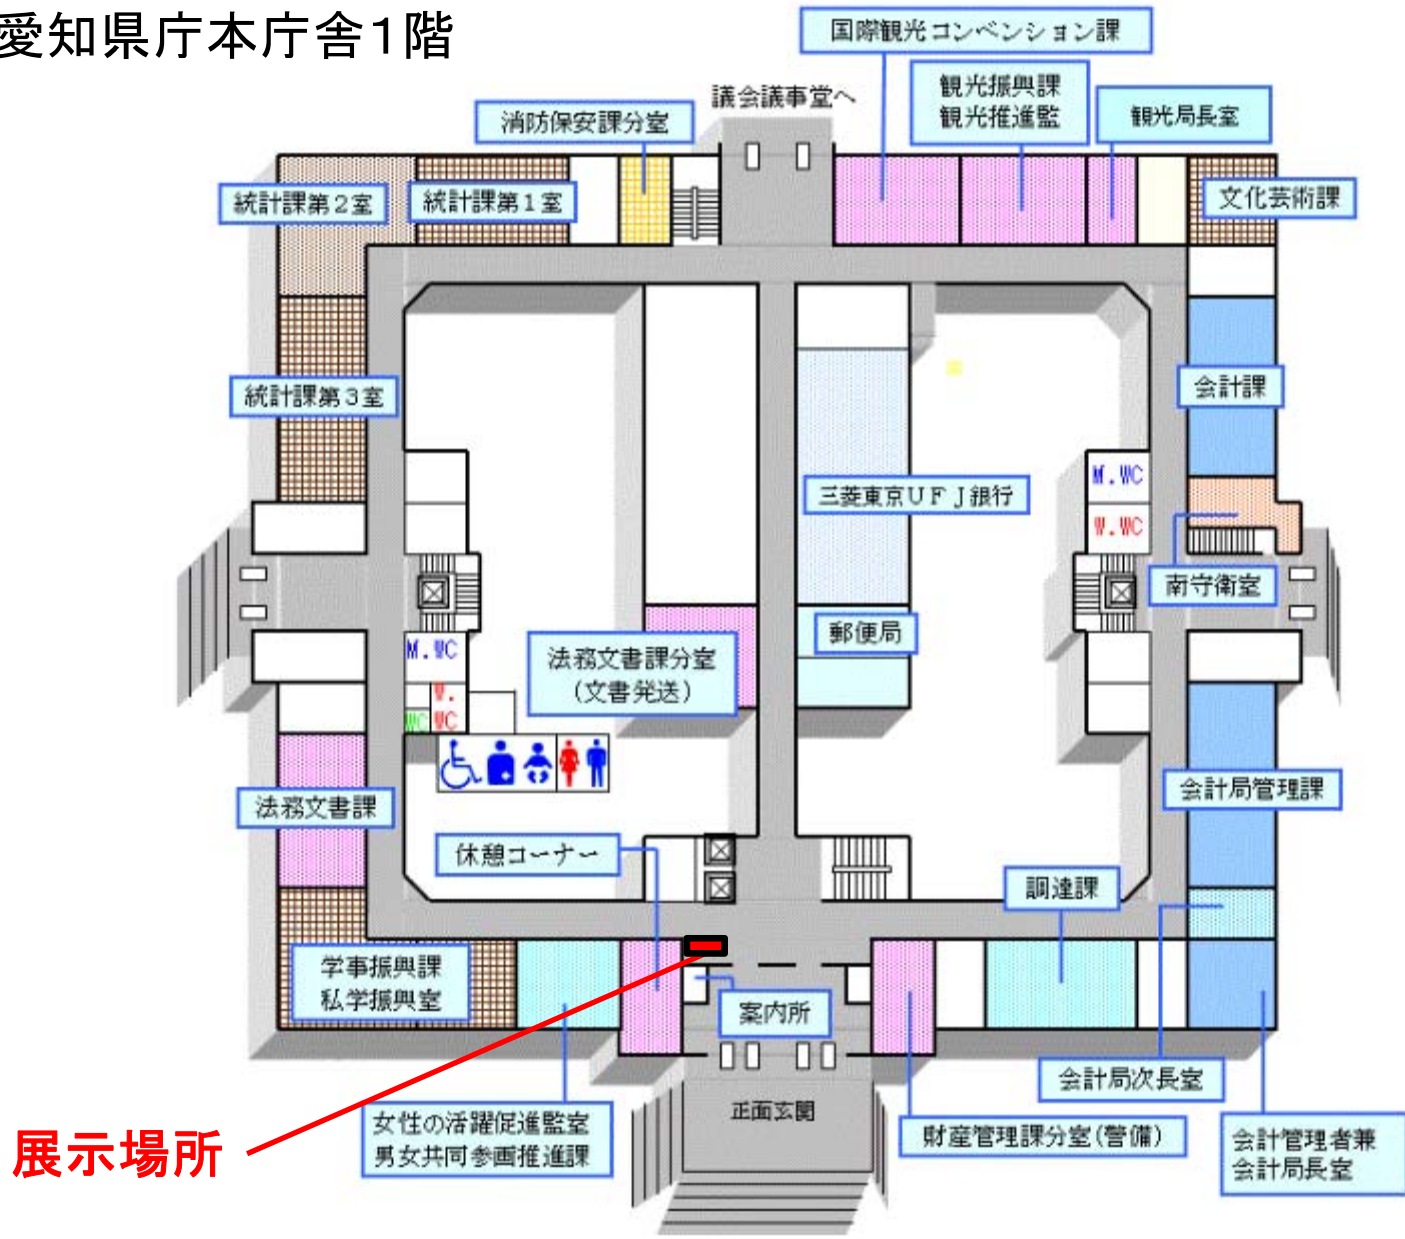 愛知県庁本庁舎1階
国際観光コンベンション課
議会議事堂へ
観光振興課
観光推進監
観光局長室
消防保安課分室
統計課第2室
統計課第1室
文化芸術課
統計課第3室
会計課
M.WC
W.WC
三菱東京UFJ銀行
南守衛室
郵便局
法務文書課分室
(文書発送)
M.WC
W.
WC
WC
法務文書課
会計局管理課
休憩コーナー
調達課
学事振興課
私学振興室
案内所
会計局次長室
正面玄関
女性の活躍促進監室
男女共同参画推進課
財産管理課分室(警備)
会計管理者兼
会計局長室
展示場所